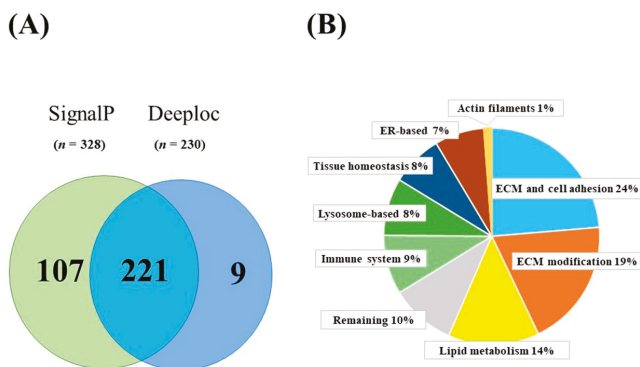 (A)
SignalP Deeploc
(n = 328) (n = 230)
107 221 9
(B)
Actin filaments 1%
ER-based 7%
Tissue homeostasis 8%
ECM and cell adhesion 24%
Lysosome-based 8%
Immune system 9%
ECM modification 19%
Remaining 10%
Lipid metabolism 14%